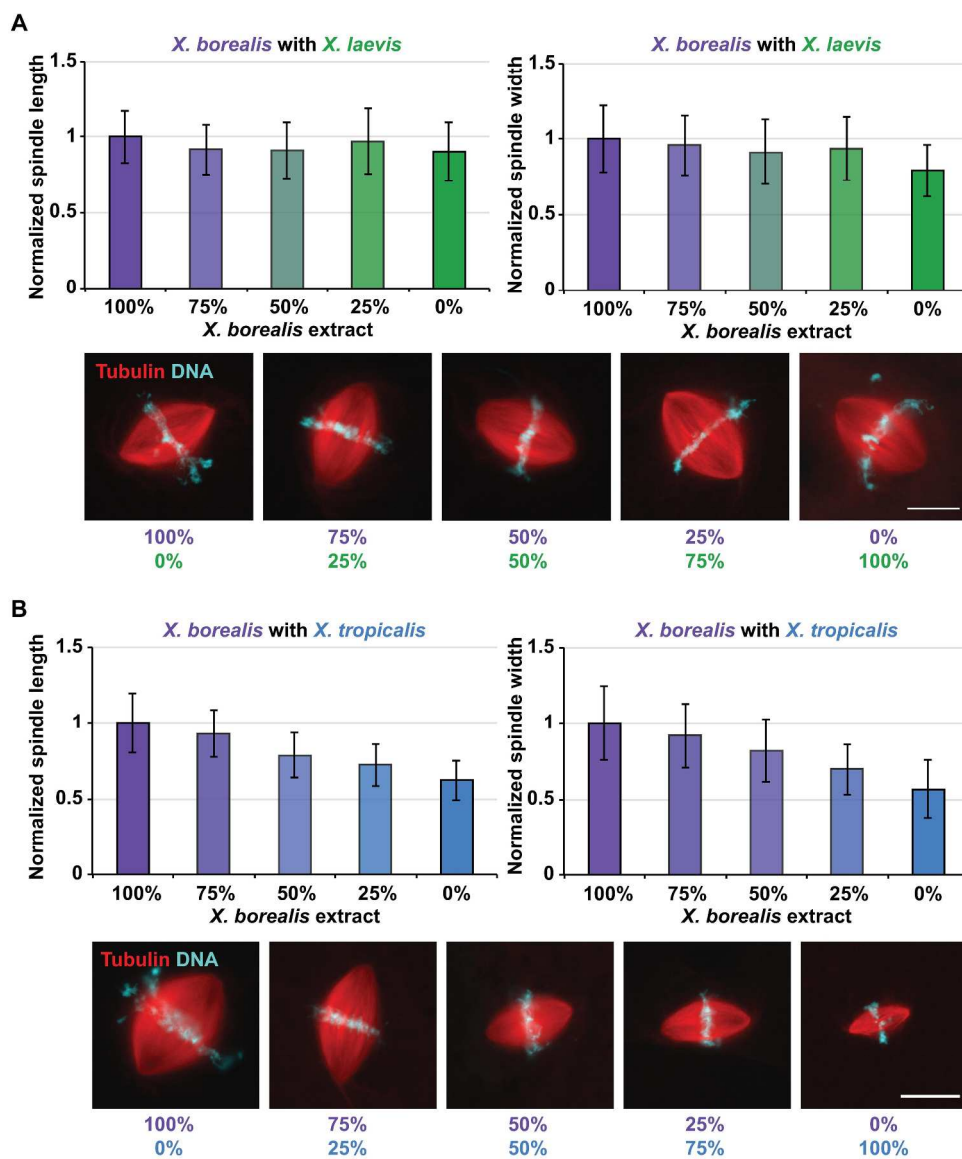 A
X. borealis with X. laevis
Normalized spindle length
1.5
1
0.5
0
100% 75% 50% 25% 0%
X. borealis extract
X. borealis with X. laevis
Normalized spindle width
1.5
1
0.5
0
100% 75% 50% 25% 0%
X. borealis extract
Tubulin DNA
100% 75% 50% 25% 0%
0% 25% 50% 75% 100%
B
X. borealis with X. tropicalis
Normalized spindle length
1.5
1
0.5
0
100% 75% 50% 25% 0%
X. borealis extract
X. borealis with X. tropicalis
Normalized spindle width
1.5
1
0.5
0
100% 75% 50% 25% 0%
X. borealis extract
Tubulin DNA
100% 75% 50% 25% 0%
0% 25% 50% 75% 100%